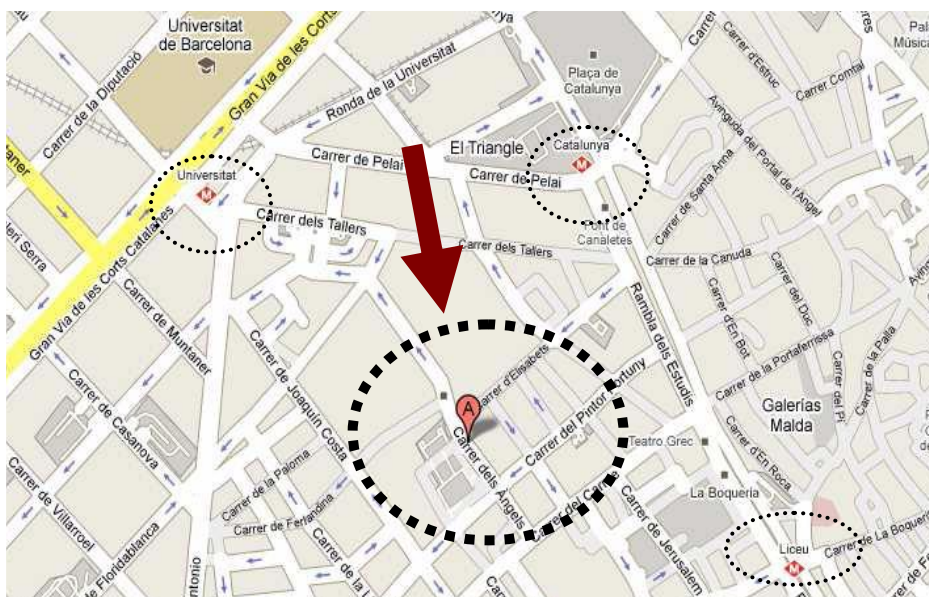 Universitat
de Barcelona
Carrer de la Diputació
Gran Via de les Corts Catalanes
Ronda de la Universitat
Plaça de
Catalunya
Carrer d'Estruc
Carrer Comtal
Avinguda del Portal de l'Àngel
El Triangle
Catalunya
M
Carrer de Pelai
Carrer de Pelai
Universitat
M
Carrer dels Tallers
Carrer dels Tallers
Font de
Canaletes
Carrer de Santa Anna
Carrer de la Canuda
Carrer del Duc
Carrer d'En Bot
Carrer de la Portaferrissa
Carrer de la Palla
Carrer del Pi
Rambla dels Estudis
Gran Via de les Corts Catalanes
Carrer de Muntaner
Carrer de Casanova
Carrer de Villarroel
Carrer de Joaquín Costa
Carrer d'Elisabets
A
Carrer dels Àngels
Carrer del Pintor Fortuny
Galerías
Malda
Teatro Grec
Carrer d'En Roca
La Boqueria
Carrer del Carme
Carrer de Jerusalem
Carrer de la Paloma
Carrer de Ferlandina
Floridablanca
Liceu
M
Carrer de La Boqueria